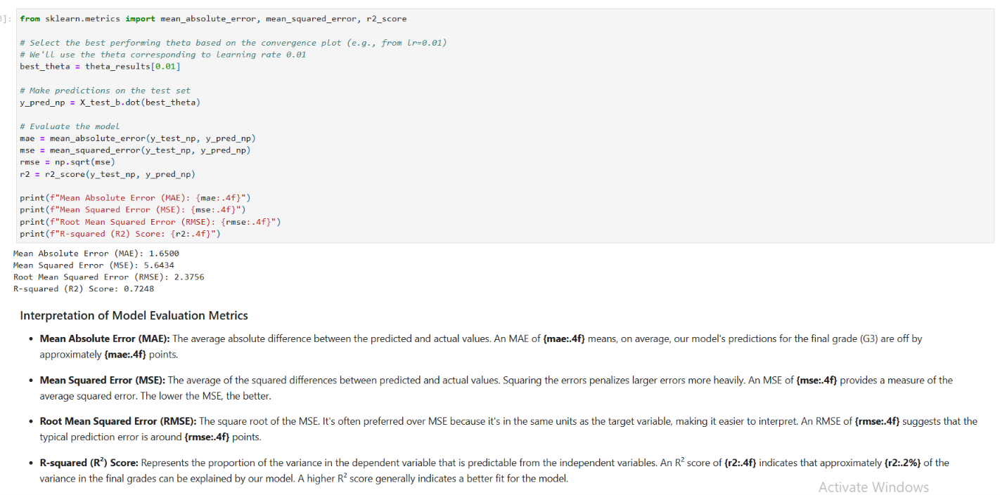 ]: from sklearn.metrics import mean_absolute_error, mean_squared_error, r2_score
# Select the best performing theta based on the convergence plot (e.g., from lr=0.01)
# We'll use the theta corresponding to learning rate 0.01
best_theta = theta_results[0.01]
# Make predictions on the test set
y_pred_np = X_test_b.dot(best_theta)
# Evaluate the model
mae = mean_absolute_error(y_test_np, y_pred_np)
mse = mean_squared_error(y_test_np, y_pred_np)
rmse = np.sqrt(mse)
r2 = r2_score(y_test_np, y_pred_np)
print(f"Mean Absolute Error (MAE): {mae:.4f}")
print(f"Mean Squared Error (MSE): {mse:.4f}")
print(f"Root Mean Squared Error (RMSE): {rmse:.4f}")
print(f"R-squared (R2) Score: {r2:.4f}")
Mean Absolute Error (MAE): 1.6500
Mean Squared Error (MSE): 5.6434
Root Mean Squared Error (RMSE): 2.3756
R-squared (R2) Score: 0.7248
Interpretation of Model Evaluation Metrics
• Mean Absolute Error (MAE): The average absolute difference between the predicted and actual values. An MAE of {mae:.4f} means, on average, our model's predictions for the final grade (G3) are off by
approximately {mae:.4f} points.
• Mean Squared Error (MSE): The average of the squared differences between predicted and actual values. Squaring the errors penalizes larger errors more heavily. An MSE of {mse:.4f} provides a measure of the
average squared error. The lower the MSE, the better.
• Root Mean Squared Error (RMSE): The square root of the MSE. It's often preferred over MSE because it's in the same units as the target variable, making it easier to interpret. An RMSE of {rmse:.4f} suggests that the
typical prediction error is around {rmse:.4f} points.
• R-squared (R²) Score: Represents the proportion of the variance in the dependent variable that is predictable from the independent variables. An R² score of {r2:.4f} indicates that approximately {r2:.2%} of the
variance in the final grades can be explained by our model. A higher R² score generally indicates a better fit for the model.
Activate Windows